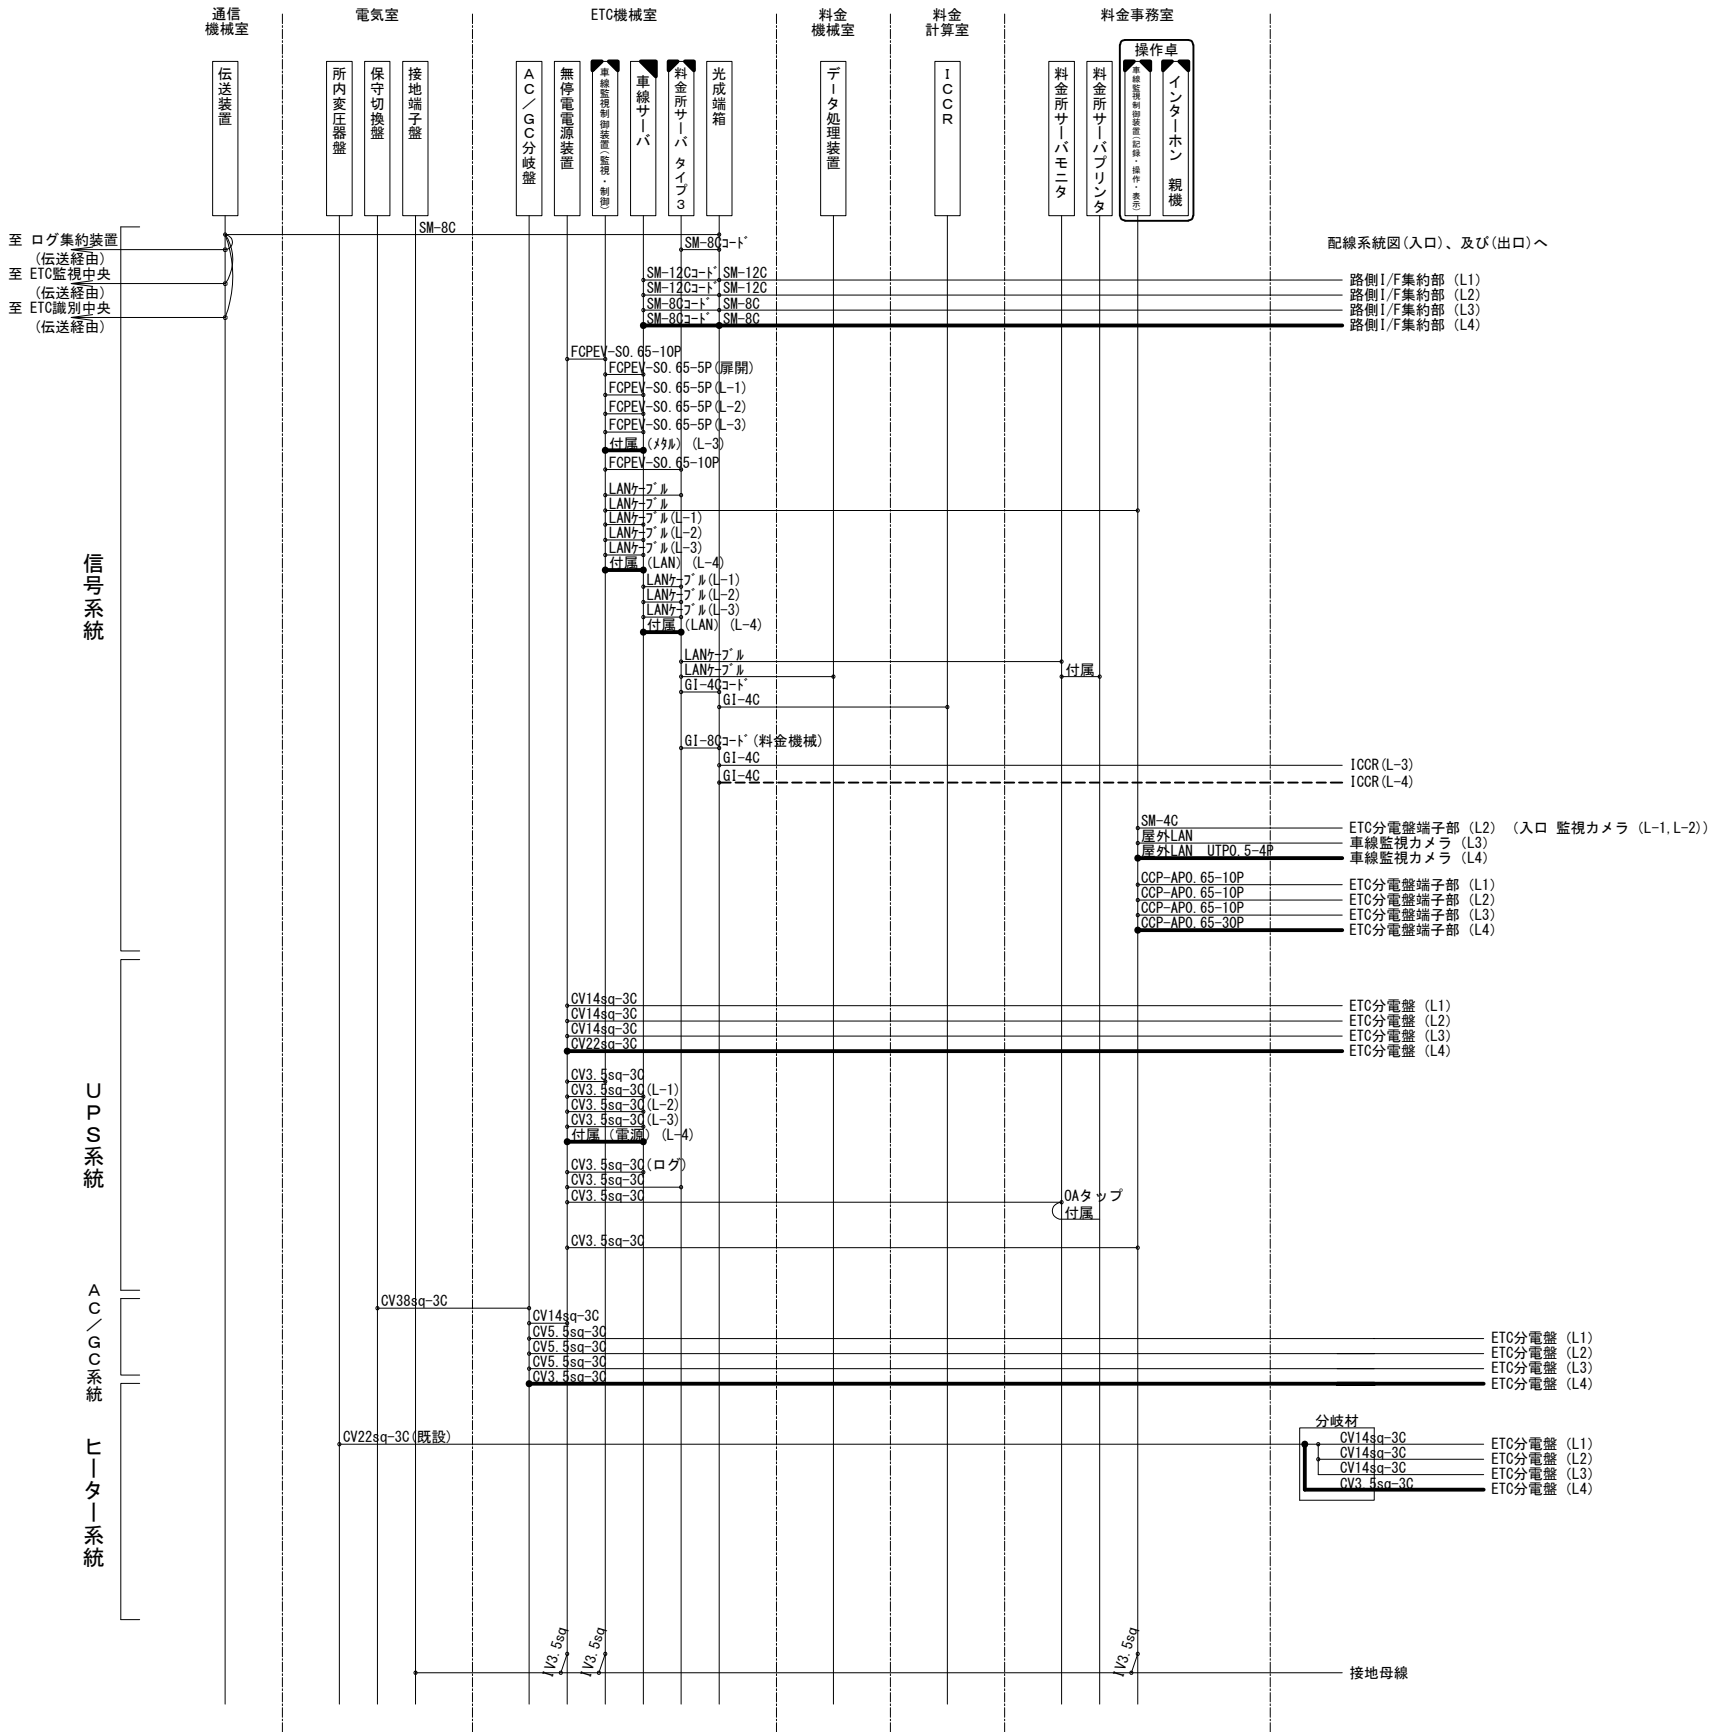 通信
機械室
電気室
ETC機械室
料金
機械室
料金
計算室
料金事務室
操作卓
伝送装置
所内変圧器盤
保守切換盤
接地端子盤
AC／GC分岐盤
無停電電源装置
車線監視制御装置(監視・制御)
車線サーバ
料金所サーバ タイプ3
光成端箱
データ処理装置
ICCR
料金所サーバモニタ
料金所サーバプリンタ
車線監視制御装置(記録・操作・表示)
インターホン 親機
至 ログ集約装置
(伝送経由)
至 ETC監視中央
(伝送経由)
至 ETC識別中央
(伝送経由)
SM-8C
SM-8Cｺｰﾄﾞ
配線系統図(入口)、及び(出口)へ
SM-12Cｺｰﾄﾞ SM-12C 路側I/F集約部 (L1)
SM-12Cｺｰﾄﾞ SM-12C 路側I/F集約部 (L2)
SM-8Cｺｰﾄﾞ SM-8C 路側I/F集約部 (L3)
SM-8Cｺｰﾄﾞ SM-8C 路側I/F集約部 (L4)
信号系統
FCPEV-S0.65-10P
FCPEV-S0.65-5P(扉開)
FCPEV-S0.65-5P(L-1)
FCPEV-S0.65-5P(L-2)
FCPEV-S0.65-5P(L-3)
付属 (ﾒﾀﾙ) (L-3)
FCPEV-S0.65-10P
LANｹｰﾌﾞﾙ
LANｹｰﾌﾞﾙ
LANｹｰﾌﾞﾙ(L-1)
LANｹｰﾌﾞﾙ(L-2)
LANｹｰﾌﾞﾙ(L-3)
付属 (LAN) (L-4)
LANｹｰﾌﾞﾙ(L-1)
LANｹｰﾌﾞﾙ(L-2)
LANｹｰﾌﾞﾙ(L-3)
付属 (LAN) (L-4)
LANｹｰﾌﾞﾙ
LANｹｰﾌﾞﾙ 付属
GI-4Cｺｰﾄﾞ
GI-4C
GI-8Cｺｰﾄﾞ(料金機械)
GI-4C ICCR(L-3)
GI-4C ICCR(L-4)
SM-4C ETC分電盤端子部 (L2) (入口 監視カメラ (L-1,L-2))
屋外LAN 車線監視カメラ (L3)
屋外LAN UTP0.5-4P 車線監視カメラ (L4)
CCP-AP0.65-10P ETC分電盤端子部 (L1)
CCP-AP0.65-10P ETC分電盤端子部 (L2)
CCP-AP0.65-10P ETC分電盤端子部 (L3)
CCP-AP0.65-30P ETC分電盤端子部 (L4)
UPS系統
CV14sq-3C ETC分電盤 (L1)
CV14sq-3C ETC分電盤 (L2)
CV14sq-3C ETC分電盤 (L3)
CV22sq-3C ETC分電盤 (L4)
CV3.5sq-3C
CV3.5sq-3C(L-1)
CV3.5sq-3C(L-2)
CV3.5sq-3C(L-3)
付属 (電源) (L-4)
CV3.5sq-3C(ログ)
CV3.5sq-3C
CV3.5sq-3C OAタップ
付属
CV3.5sq-3C
AC／GC系統
CV38sq-3C
CV14sq-3C
CV5.5sq-3C ETC分電盤 (L1)
CV5.5sq-3C ETC分電盤 (L2)
CV5.5sq-3C ETC分電盤 (L3)
CV3.5sq-3C ETC分電盤 (L4)
ヒーター系統
分岐材
CV22sq-3C(既設) CV14sq-3C ETC分電盤 (L1)
CV14sq-3C ETC分電盤 (L2)
CV14sq-3C ETC分電盤 (L3)
CV3.5sq-3C ETC分電盤 (L4)
IV3.5sq
IV3.5sq
IV3.5sq
接地母線